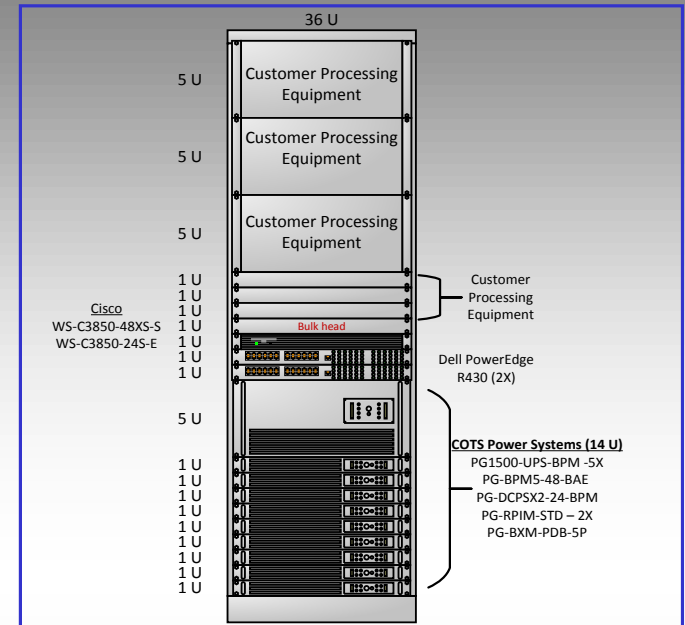 36 U
5 U
Customer Processing
Equipment
5 U
Customer Processing
Equipment
5 U
Customer Processing
Equipment
1 U
1 U
1 U
Customer
Processing
Equipment
Cisco
WS-C3850-48XS-S
WS-C3850-24S-E
1 U
Bulk head
1 U
1 U
1 U
Dell PowerEdge
R430 (2X)
5 U
COTS Power Systems (14 U)
PG1500-UPS-BPM -5X
PG-BPM5-48-BAE
PG-DCPSX2-24-BPM
PG-RPIM-STD – 2X
PG-BXM-PDB-5P
1 U
1 U
1 U
1 U
1 U
1 U
1 U
1 U
1 U